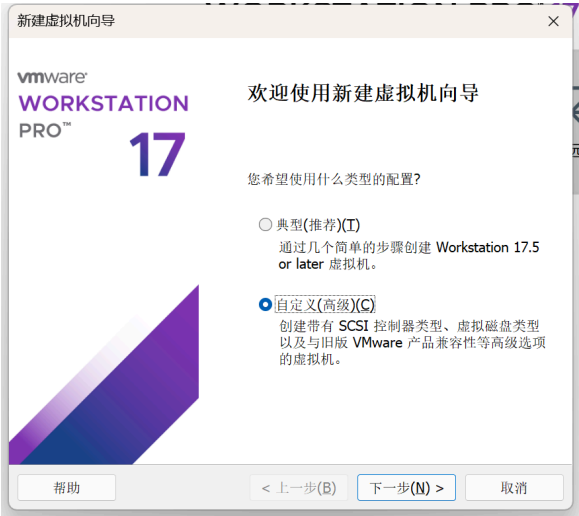 新建虚拟机向导
vmware
WORKSTATION
PRO™
17
欢迎使用新建虚拟机向导
您希望使用什么类型的配置?
典型(推荐)(T)
通过几个简单的步骤创建 Workstation 17.5
or later 虚拟机。
自定义(高级)(C)
创建带有 SCSI 控制器类型、虚拟磁盘类型
以及与旧版 VMware 产品兼容性等高级选项
的虚拟机。
帮助
< 上一步(B)
下一步(N) >
取消